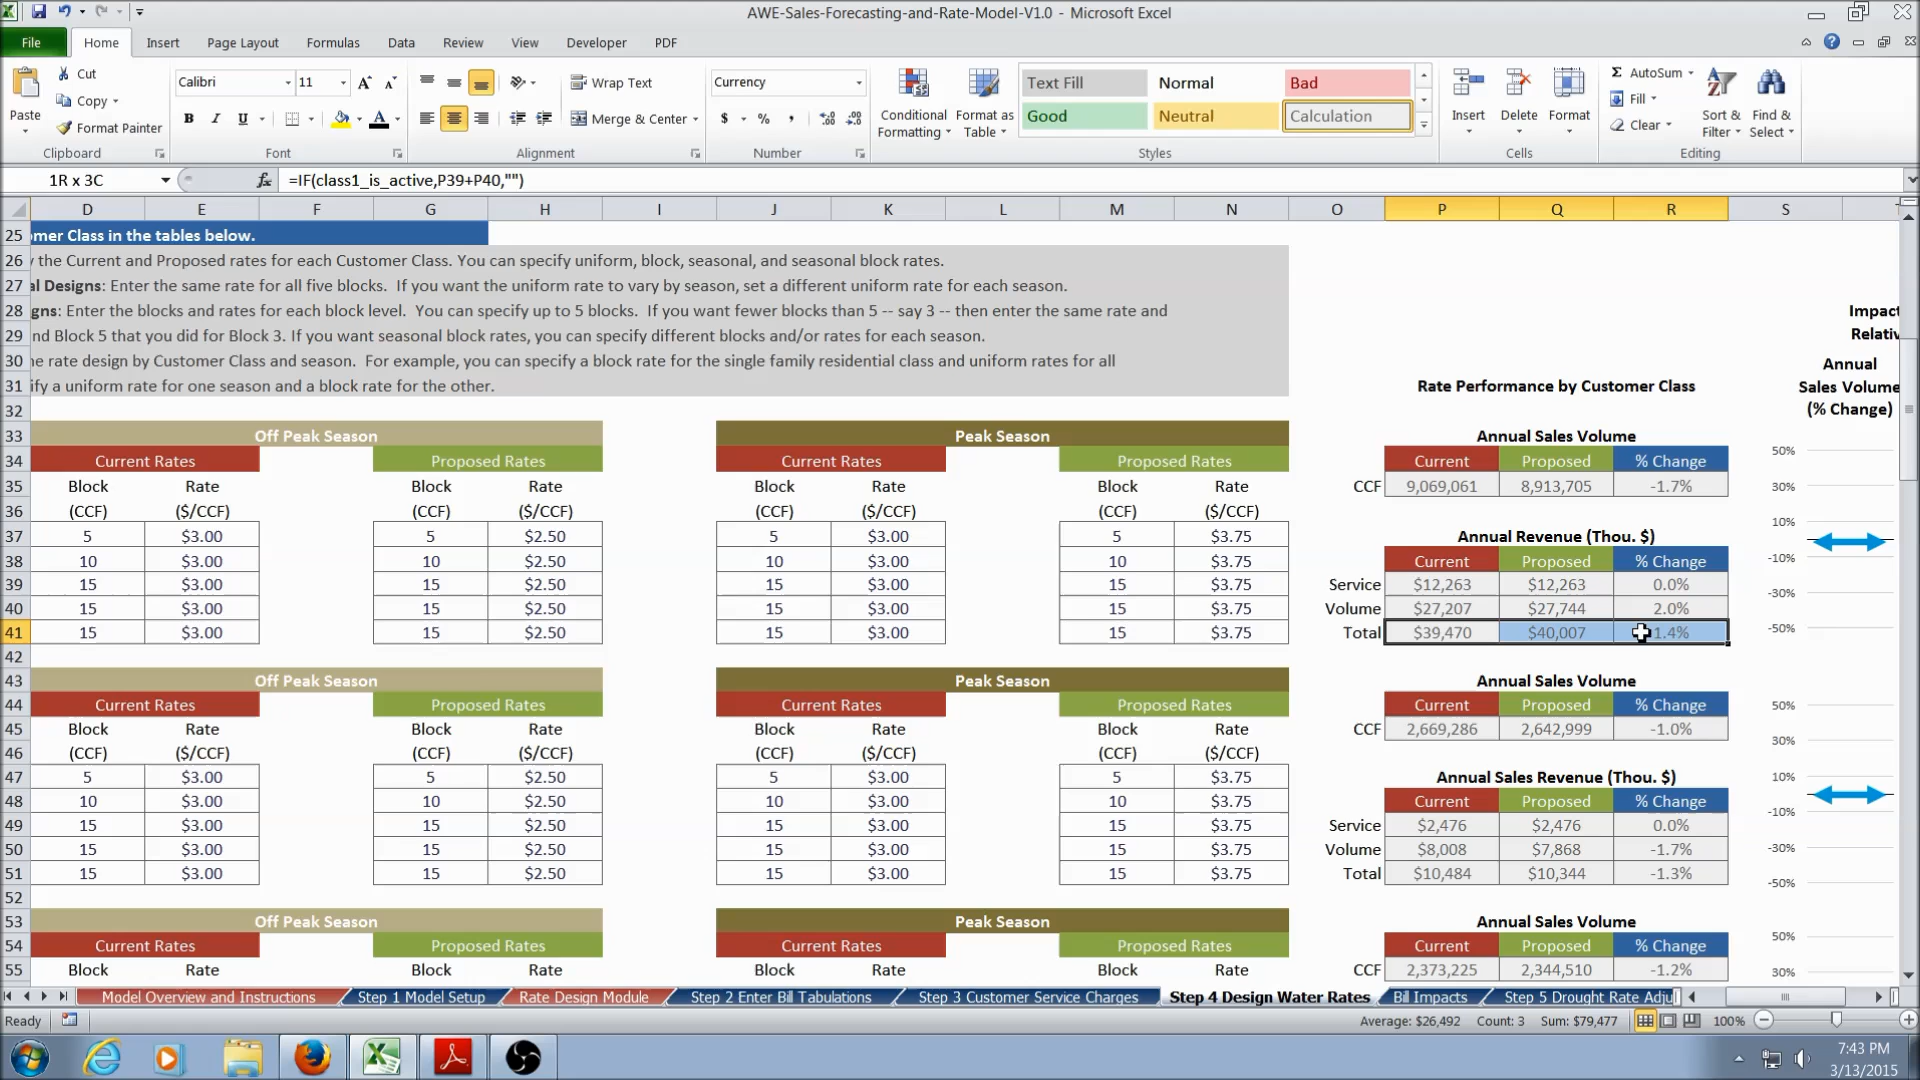 AWE-Sales-Forecasting-and-Rate-Model-V1.0 - Microsoft Excel
File Home Insert Page Layout Formulas Data Review View Developer PDF
Paste
Cut
Copy
Format Painter
Clipboard
Calibri 11
B I U
Font
Wrap Text
Merge & Center
Alignment
Currency
$ % ,
Number
Conditional Formatting
Format as Table
Text Fill Normal Bad
Good Neutral Calculation
Styles
Insert Delete Format
Cells
Σ AutoSum
Fill
Clear
Sort & Filter
Find & Select
Editing
1R x 3C fx =IF(class1_is_active,P39+P40,"")
D E F G H I J K L M N O P Q R S
25 omer Class in the tables below.
26 y the Current and Proposed rates for each Customer Class. You can specify uniform, block, seasonal, and seasonal block rates.
27 al Designs: Enter the same rate for all five blocks. If you want the uniform rate to vary by season, set a different uniform rate for each season.
28 gns: Enter the blocks and rates for each block level. You can specify up to 5 blocks. If you want fewer blocks than 5 -- say 3 -- then enter the same rate and Impact
29 nd Block 5 that you did for Block 3. If you want seasonal block rates, you can specify different blocks and/or rates for each season. Relativ
30 ne rate design by Customer Class and season. For example, you can specify a block rate for the single family residential class and uniform rates for all Annual
31 ify a uniform rate for one season and a block rate for the other. Rate Performance by Customer Class Sales Volume
32 (% Change)
33 Off Peak Season Peak Season Annual Sales Volume 50%
34 Current Rates Proposed Rates Current Rates Proposed Rates Current Proposed % Change
35 Block Rate Block Rate Block Rate Block Rate CCF 9,069,061 8,913,705 -1.7% 30%
36 (CCF) ($/CCF) (CCF) ($/CCF) (CCF) ($/CCF) (CCF) ($/CCF) 10%
37 5 $3.00 5 $2.50 5 $3.00 5 $3.75 Annual Revenue (Thou. $)
38 10 $3.00 10 $2.50 10 $3.00 10 $3.75 Current Proposed % Change -10%
39 15 $3.00 15 $2.50 15 $3.00 15 $3.75 Service $12,263 $12,263 0.0% -30%
40 15 $3.00 15 $2.50 15 $3.00 15 $3.75 Volume $27,207 $27,744 2.0%
41 15 $3.00 15 $2.50 15 $3.00 15 $3.75 Total $39,470 $40,007 1.4% -50%
42
43 Off Peak Season Peak Season Annual Sales Volume
44 Current Rates Proposed Rates Current Rates Proposed Rates Current Proposed % Change 50%
45 Block Rate Block Rate Block Rate Block Rate CCF 2,669,286 2,642,999 -1.0%
46 (CCF) ($/CCF) (CCF) ($/CCF) (CCF) ($/CCF) (CCF) ($/CCF) 30%
47 5 $3.00 5 $2.50 5 $3.00 5 $3.75 Annual Sales Revenue (Thou. $) 10%
48 10 $3.00 10 $2.50 10 $3.00 10 $3.75 Current Proposed % Change -10%
49 15 $3.00 15 $2.50 15 $3.00 15 $3.75 Service $2,476 $2,476 0.0%
50 15 $3.00 15 $2.50 15 $3.00 15 $3.75 Volume $8,008 $7,868 -1.7% -30%
51 15 $3.00 15 $2.50 15 $3.00 15 $3.75 Total $10,484 $10,344 -1.3% -50%
52
53 Off Peak Season Peak Season Annual Sales Volume
54 Current Rates Proposed Rates Current Rates Proposed Rates Current Proposed % Change 50%
55 Block Rate Block Rate Block Rate Block Rate CCF 2,373,225 2,344,510 -1.2% 30%
Model Overview and Instructions Step 1 Model Setup Rate Design Module Step 2 Enter Bill Tabulations Step 3 Customer Service Charges Step 4 Design Water Rates Bill Impacts Step 5 Drought Rate Adju
Ready Average: $26,492 Count: 3 Sum: $79,477 100%
7:43 PM
3/13/2015